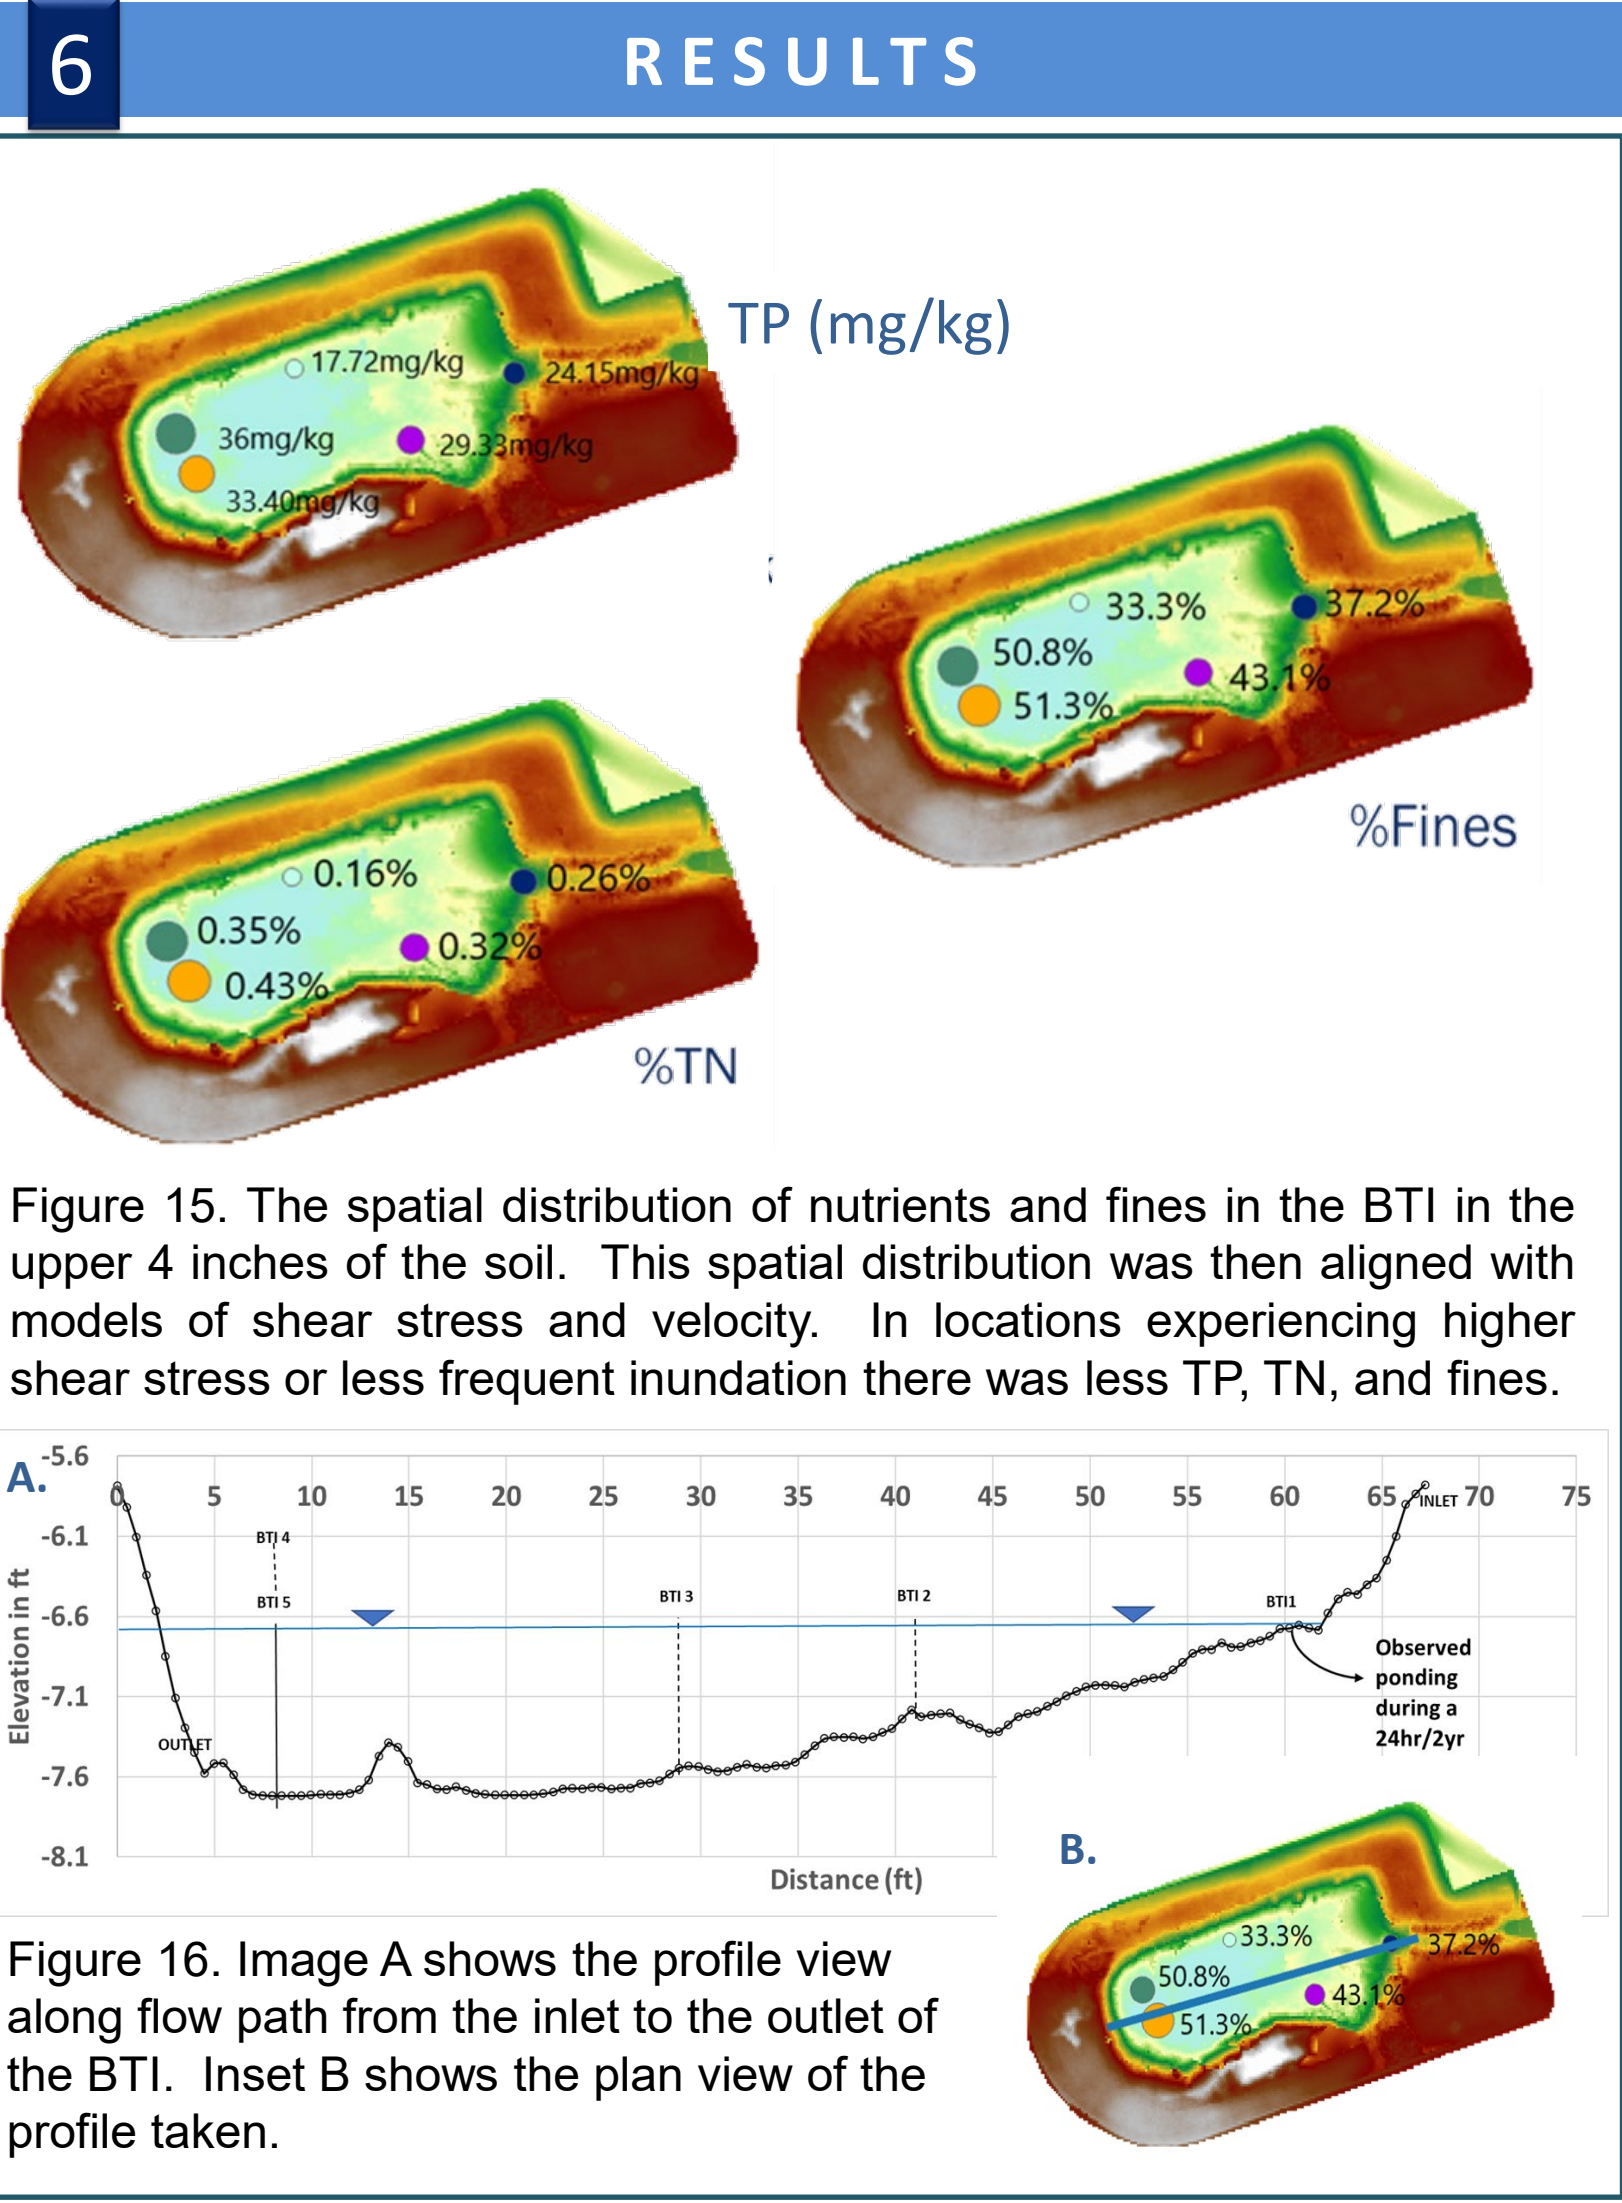 6
RESULTS
TP (mg/kg)
17.72mg/kg
24.15mg/kg
36mg/kg
29.33mg/kg
33.40mg/kg
33.3%
37.2%
50.8%
43.1%
51.3%
%Fines
0.16%
0.26%
0.35%
0.32%
0.43%
%TN
Figure 15. The spatial distribution of nutrients and fines in the BTI in the
upper 4 inches of the soil. This spatial distribution was then aligned with
models of shear stress and velocity. In locations experiencing higher
shear stress or less frequent inundation there was less TP, TN, and fines.
A.
-5.6
0 5 10 15 20 25 30 35 40 45 50 55 60 65 70 75
INLET
-6.1
BTI 4
BTI 5
BTI 3
BTI 2
BTI1
-6.6
Observed
ponding
during a
24hr/2yr
-7.1
OUTLET
-7.6
-8.1
Elevation in ft
Distance (ft)
B.
33.3%
37.2%
50.8%
43.1%
51.3%
Figure 16. Image A shows the profile view
along flow path from the inlet to the outlet of
the BTI. Inset B shows the plan view of the
profile taken.